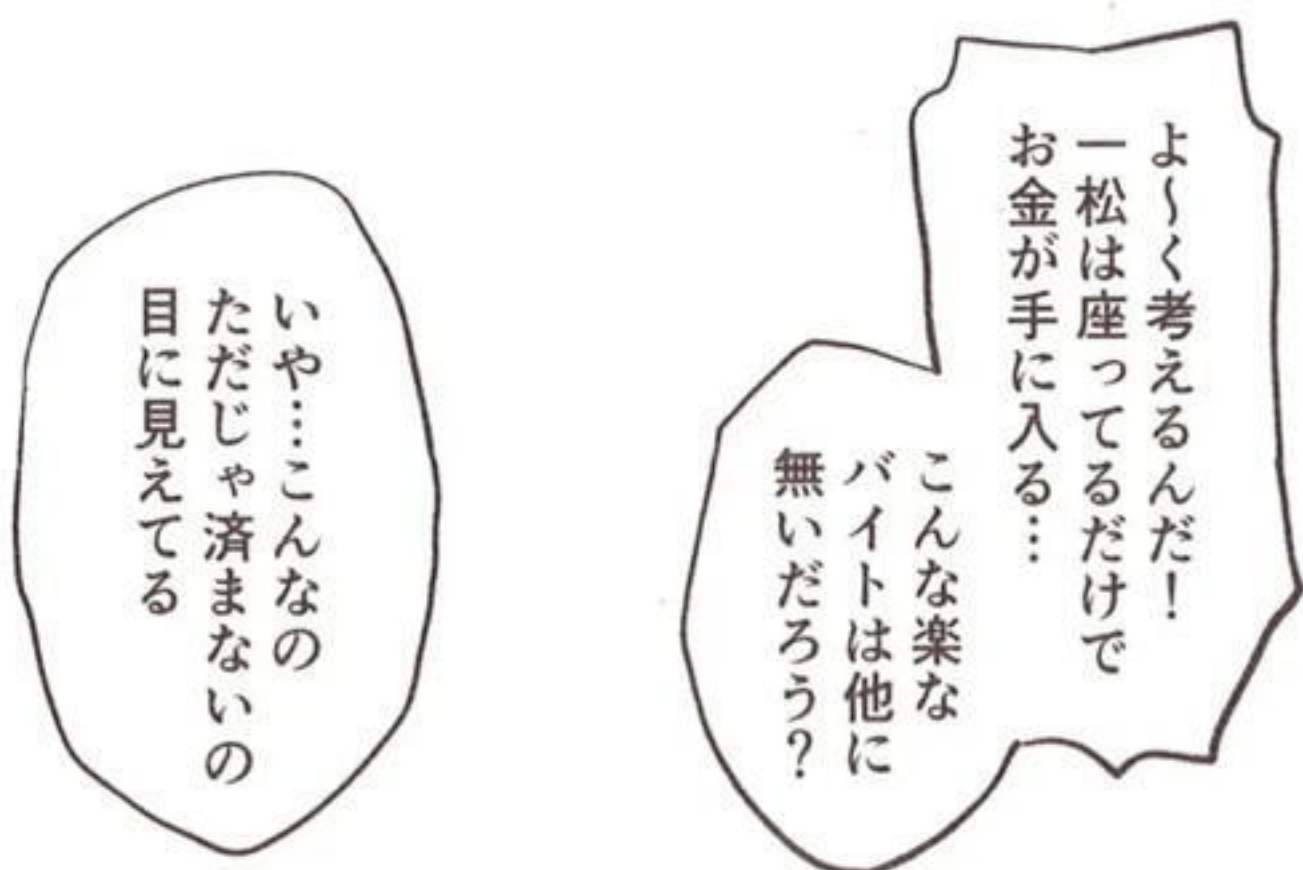 よ～く考えるんだ！
一松は座ってるだけで
お金が手に入る…
こんな楽な
バイトは他に
無いだろう？
いや…こんなの
ただじゃ済まないの
目に見えてる